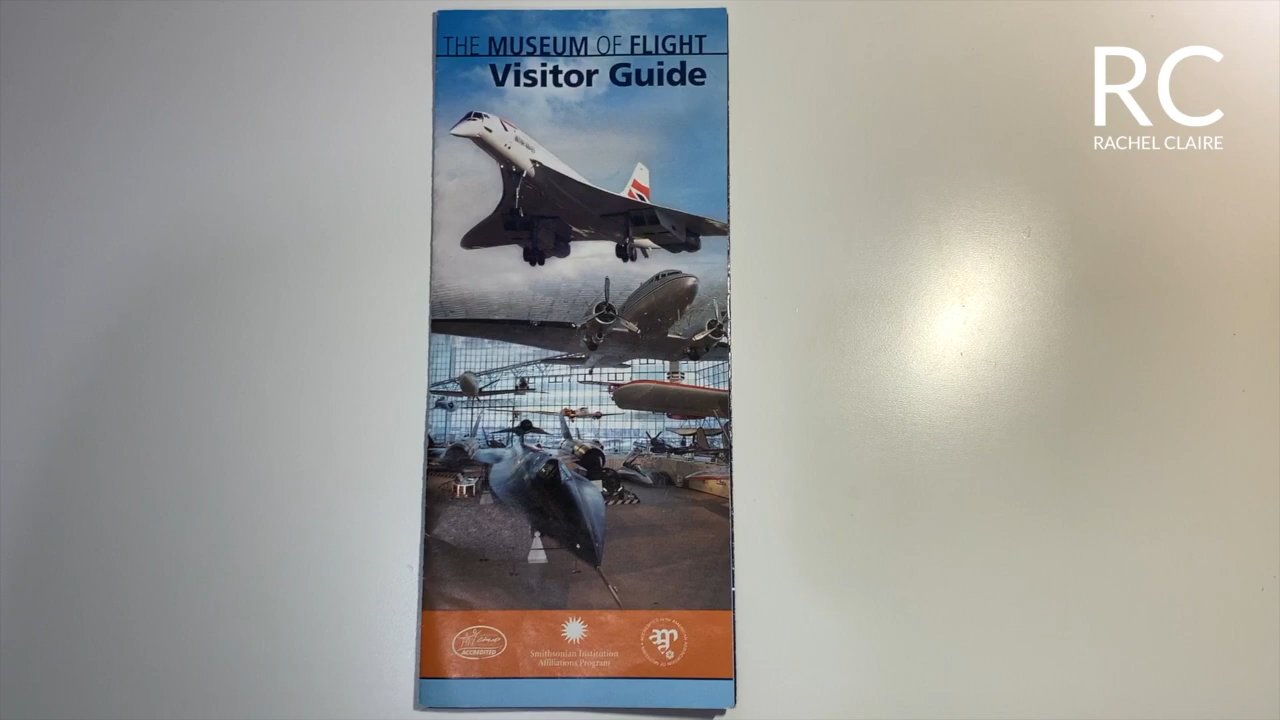 THE MUSEUM OF FLIGHT
Visitor Guide
RC
RACHEL CLAIRE
ACCREDITED
Smithsonian Institution
Affiliations Program